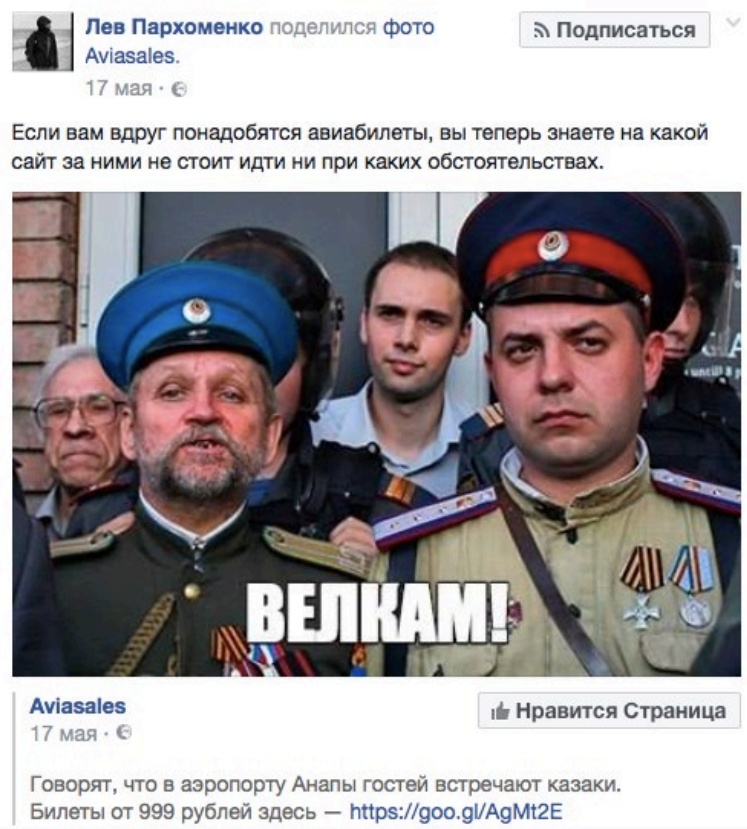 Лев Пархоменко поделился фото
Aviasales.
17 мая ·
Подписаться
Если вам вдруг понадобятся авиабилеты, вы теперь знаете на какой
сайт за ними не стоит идти ни при каких обстоятельствах.
ВЕЛКАМ!
Aviasales
17 мая ·
Нравится Страница
Говорят, что в аэропорту Анапы гостей встречают казаки.
Билеты от 999 рублей здесь — https://goo.gl/AgMt2E